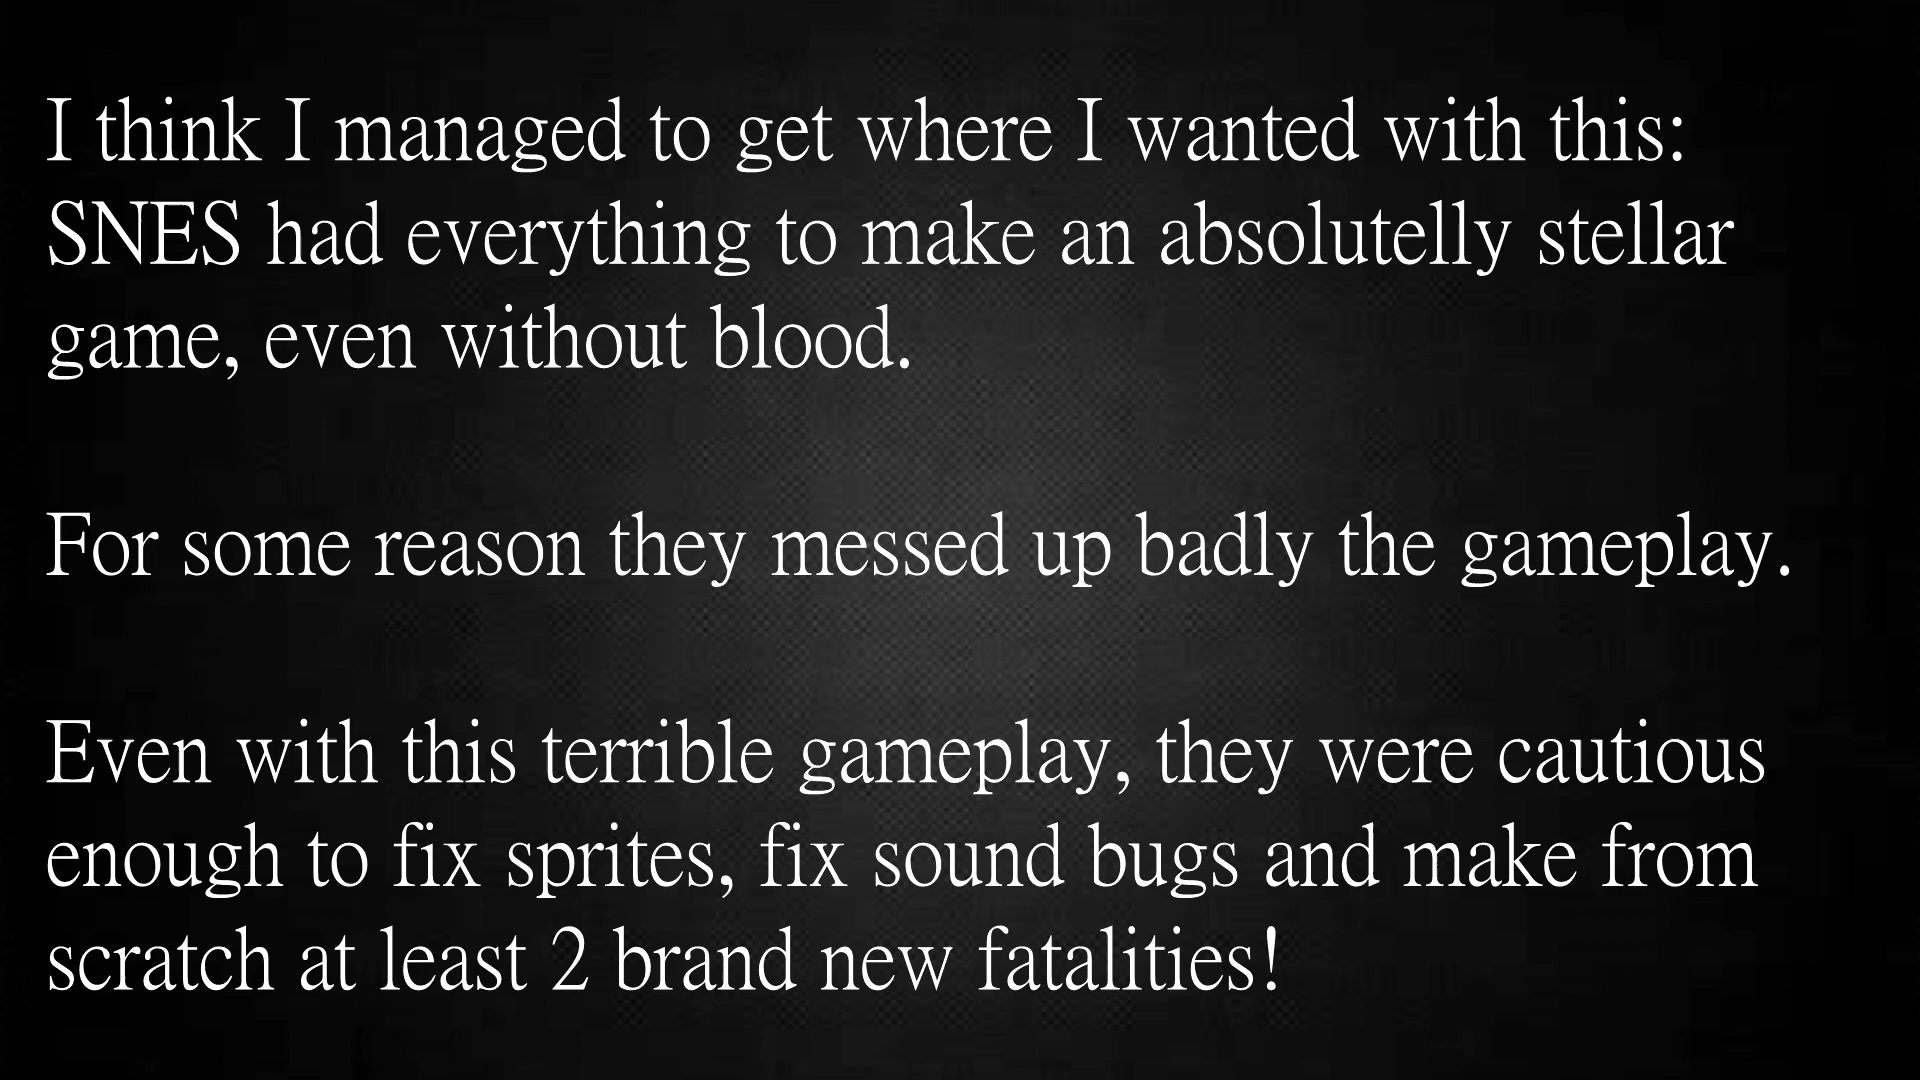 I think I managed to get where I wanted with this:
SNES had everything to make an absolutelly stellar
game, even without blood.
For some reason they messed up badly the gameplay.
Even with this terrible gameplay, they were cautious
enough to fix sprites, fix sound bugs and make from
scratch at least 2 brand new fatalities!